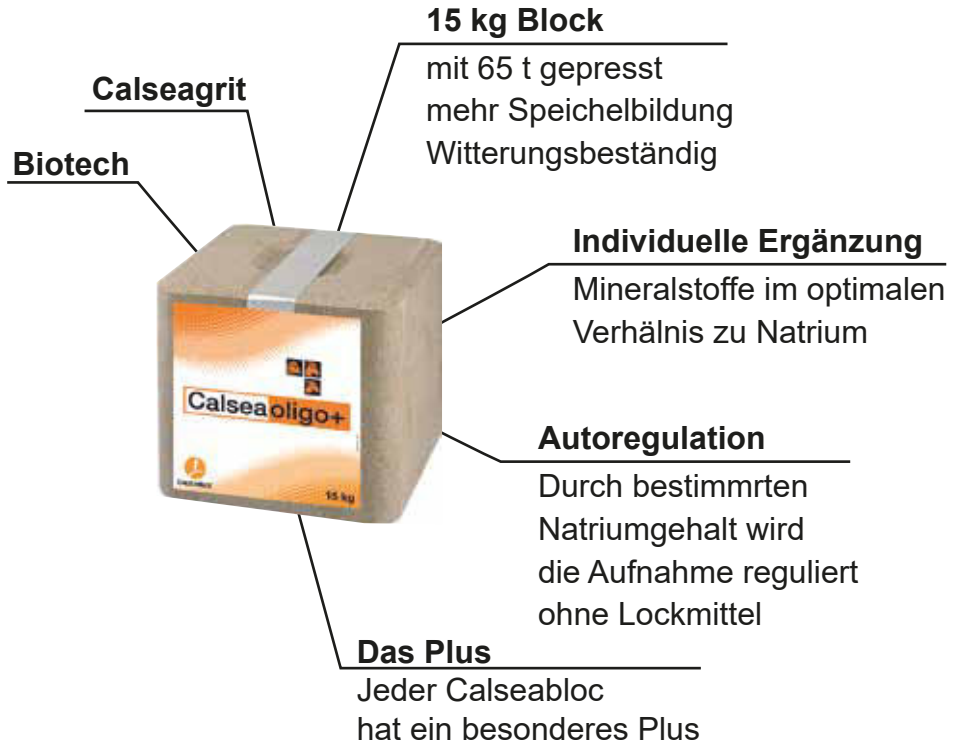 15 kg Block
mit 65 t gepresst
mehr Speichelbildung
Witterungsbeständig
Calseagrit
Biotech
Individuelle Ergänzung
Mineralstoffe im optimalen
Verhälnis zu Natrium
Autoregulation
Durch bestimmrten
Natriumgehalt wird
die Aufnahme reguliert
ohne Lockmittel
Calseaoligo+
15 kg
Das Plus
Jeder Calseabloc
hat ein besonderes Plus